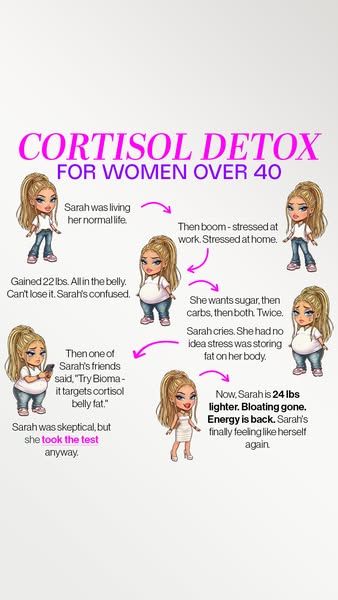 CORTISOL DETOX
FOR WOMEN OVER 40
Sarah was living
her normal life.
Then boom - stressed at
work. Stressed at home.
Gained 22 lbs. All in the belly.
Can't lose it. Sarah's confused.
She wants sugar, then
carbs, then both. Twice.
Sarah cries. She had no
idea stress was storing
fat on her body.
Then one of
Sarah's friends
said, "Try Bioma -
it targets cortisol
belly fat."
Sarah was skeptical, but
she took the test
anyway.
Now, Sarah is 24 lbs
lighter. Bloating gone.
Energy is back. Sarah's
finally feeling like herself
again.